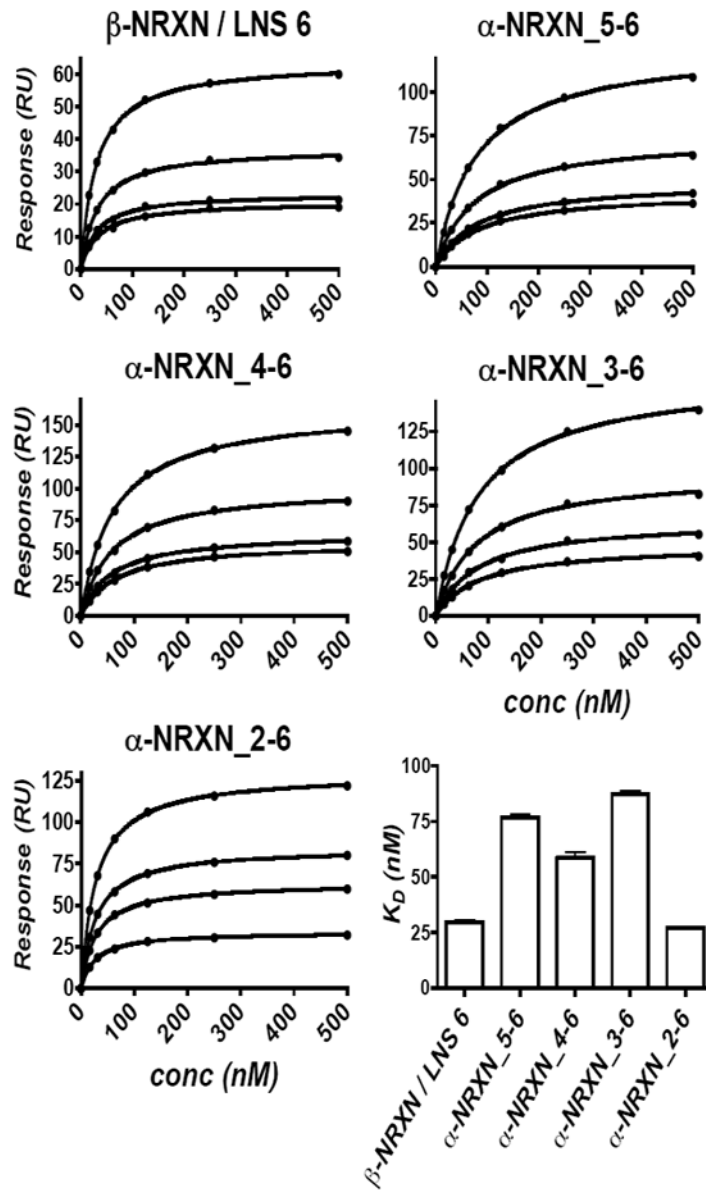 β-NRXN / LNS 6
Response (RU)
60
50
40
30
20
10
0
0 100 200 300 400 500
α-NRXN_5-6
100
75
50
25
0
0 100 200 300 400 500
α-NRXN_4-6
Response (RU)
150
125
100
75
50
25
0
0 100 200 300 400 500
α-NRXN_3-6
125
100
75
50
25
0
0 100 200 300 400 500
conc (nM)
α-NRXN_2-6
Response (RU)
125
100
75
50
25
0
0 100 200 300 400 500
conc (nM)
K_D (nM)
100
75
50
25
0
β-NRXN / LNS 6
α-NRXN_5-6
α-NRXN_4-6
α-NRXN_3-6
α-NRXN_2-6